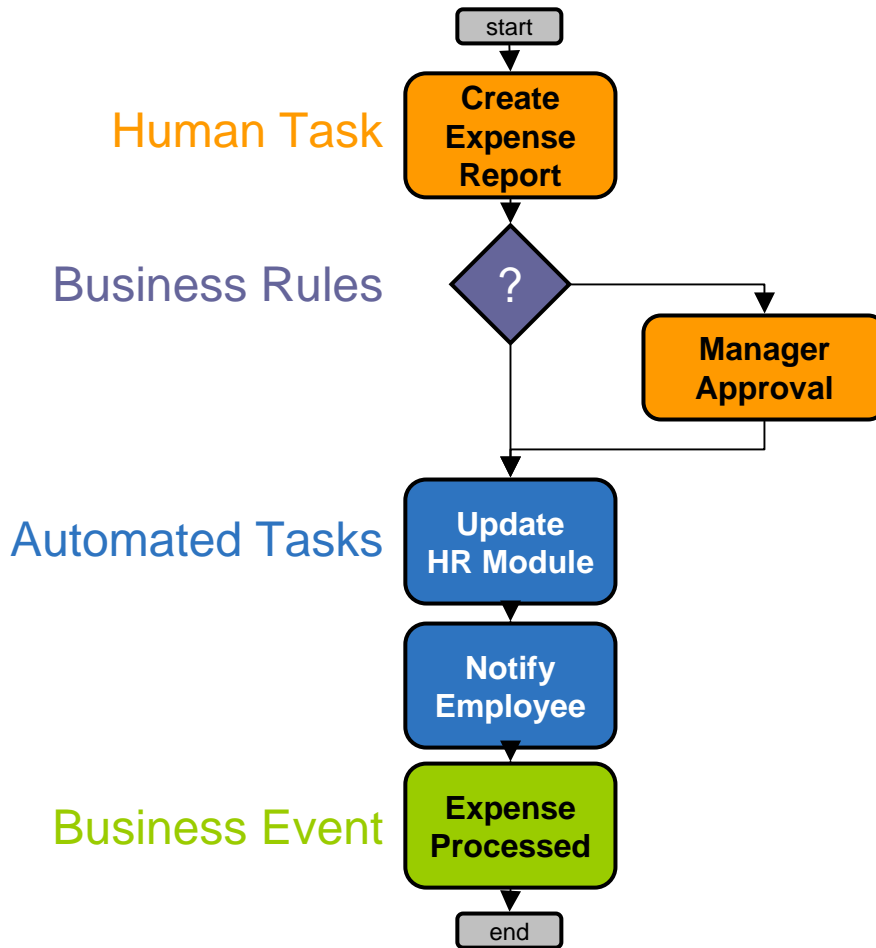 start
Human Task
Create
Expense
Report
Business Rules
?
Manager
Approval
Automated Tasks
Update
HR Module
Notify
Employee
Business Event
Expense
Processed
end